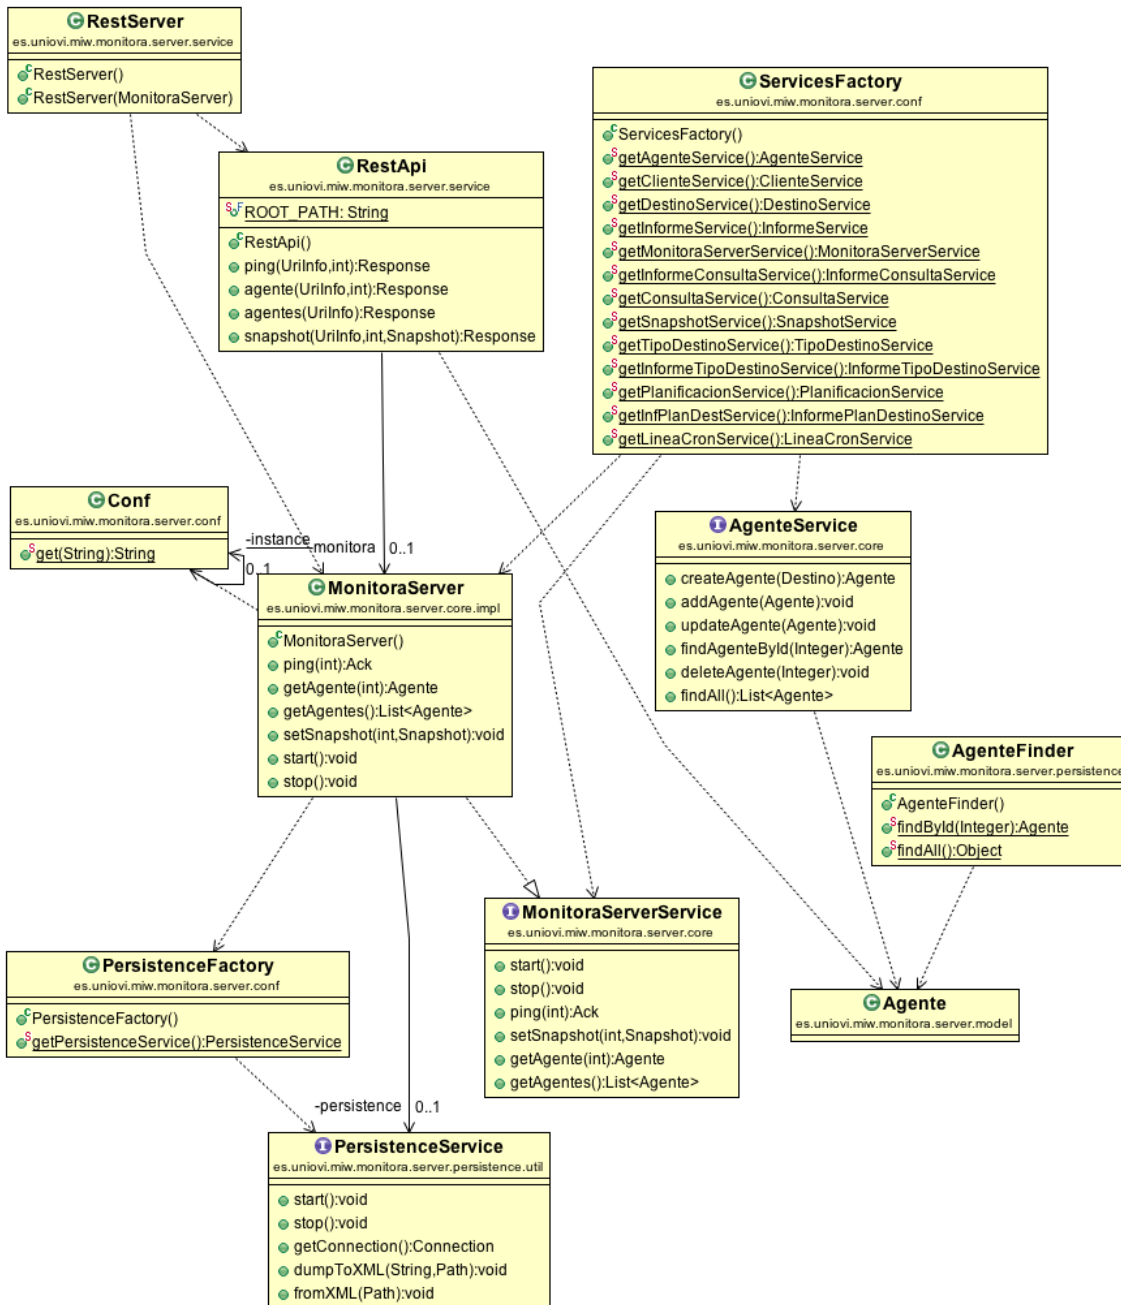 RestServer
es.uniovi.miw.monitora.server.service
RestServer()
RestServer(MonitoraServer)
ServicesFactory
es.uniovi.miw.monitora.server.conf
ServicesFactory()
getAgenteService():AgenteService
getClienteService():ClienteService
getDestinoService():DestinoService
getInformeService():InformeService
getMonitoraServerService():MonitoraServerService
getInformeConsultaService():InformeConsultaService
getConsultaService():ConsultaService
getSnapshotService():SnapshotService
getTipoDestinoService():TipoDestinoService
getInformeTipoDestinoService():InformeTipoDestinoService
getPlanificacionService():PlanificacionService
getInfPlanDestService():InformePlanDestinoService
getLineaCronService():LineaCronService
RestApi
es.uniovi.miw.monitora.server.service
ROOT_PATH: String
RestApi()
ping(UriInfo,int):Response
agente(UriInfo,int):Response
agentes(UriInfo):Response
snapshot(UriInfo,int,Snapshot):Response
Conf
es.uniovi.miw.monitora.server.conf
get(String):String
-instance
0..1
-monitora
0..1
AgenteService
es.uniovi.miw.monitora.server.core
createAgente(Destino):Agente
addAgente(Agente):void
updateAgente(Agente):void
findAgenteById(Integer):Agente
deleteAgente(Integer):void
findAll():List<Agente>
MonitoraServer
es.uniovi.miw.monitora.server.core.impl
MonitoraServer()
ping(int):Ack
getAgente(int):Agente
getAgentes():List<Agente>
setSnapshot(int,Snapshot):void
start():void
stop():void
AgenteFinder
es.uniovi.miw.monitora.server.persistence
AgenteFinder()
findById(Integer):Agente
findAll():Object
MonitoraServerService
es.uniovi.miw.monitora.server.core
start():void
stop():void
ping(int):Ack
setSnapshot(int,Snapshot):void
getAgente(int):Agente
getAgentes():List<Agente>
PersistenceFactory
es.uniovi.miw.monitora.server.conf
PersistenceFactory()
getPersistenceService():PersistenceService
Agente
es.uniovi.miw.monitora.server.model
-persistence
0..1
PersistenceService
es.uniovi.miw.monitora.server.persistence.util
start():void
stop():void
getConnection():Connection
dumpToXML(String,Path):void
fromXML(Path):void